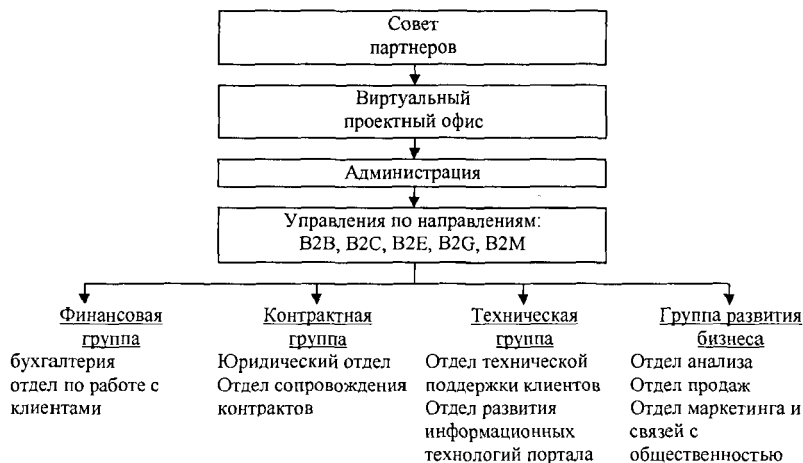 Совет
партнеров
Виртуальный
проектный офис
Администрация
Управления по направлениям:
B2B, B2C, B2E, B2G, B2M
Финансовая
группа
бухгалтерия
отдел по работе с
клиентами
Контрактная
группа
Юридический отдел
Отдел сопровождения
контрактов
Техническая
группа
Отдел технической
поддержки клиентов
Отдел развития
информационных
технологий портала
Группа развития
бизнеса
Отдел анализа
Отдел продаж
Отдел маркетинга и
связей с
общественностью